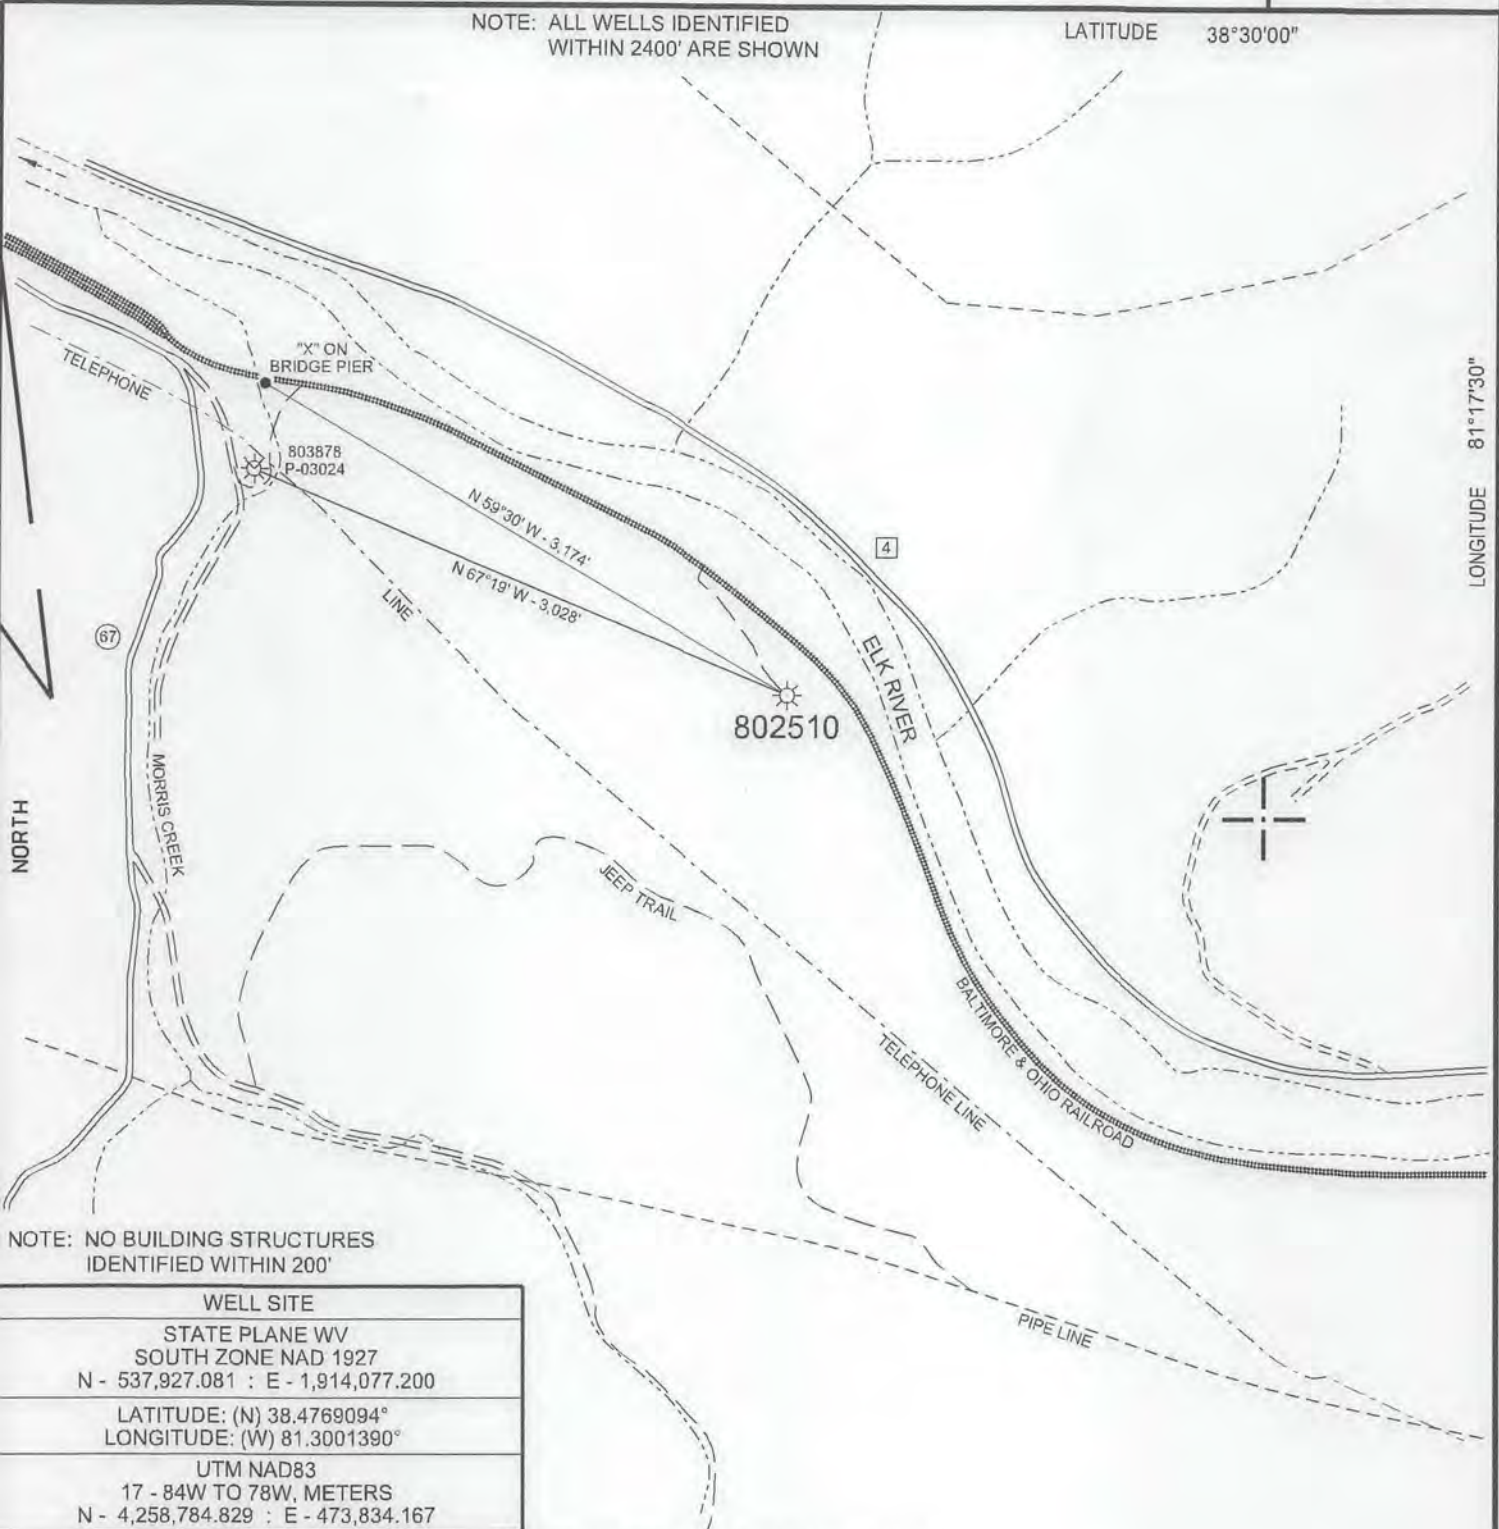 NOTE: ALL WELLS IDENTIFIED
WITHIN 2400' ARE SHOWN
LATITUDE 38°30'00"
LONGITUDE 81°17'30"
TELEPHONE
"X" ON
BRIDGE PIER
803878
P-03024
N 59°30' W - 3,174'
N 67°19' W - 3,028'
LINE
4
67
ELK RIVER
802510
MORRIS CREEK
NORTH
JEEP TRAIL
BALTIMORE & OHIO RAILROAD
TELEPHONE LINE
PIPE LINE
NOTE: NO BUILDING STRUCTURES
IDENTIFIED WITHIN 200'
WELL SITE
STATE PLANE WV
SOUTH ZONE NAD 1927
N - 537,927.081 : E - 1,914,077.200
LATITUDE: (N) 38.4769094°
LONGITUDE: (W) 81.3001390°
UTM NAD83
17 - 84W TO 78W, METERS
N - 4,258,784.829 : E - 473,834.167